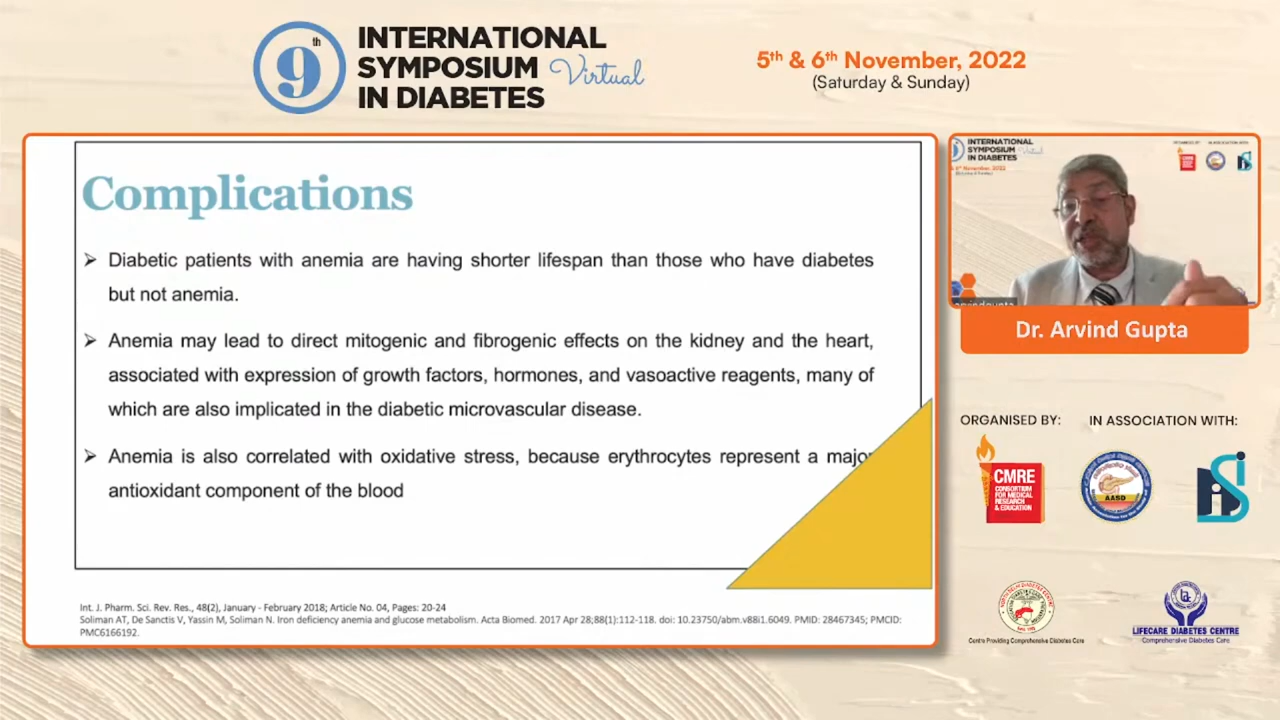 9th
INTERNATIONAL
SYMPOSIUM Virtual
IN DIABETES
5th & 6th November, 2022
(Saturday & Sunday)
Complications
➢ Diabetic patients with anemia are having shorter lifespan than those who have diabetes
but not anemia.
➢ Anemia may lead to direct mitogenic and fibrogenic effects on the kidney and the heart,
associated with expression of growth factors, hormones, and vasoactive reagents, many of
which are also implicated in the diabetic microvascular disease.
➢ Anemia is also correlated with oxidative stress, because erythrocytes represent a major
antioxidant component of the blood
Int. J. Pharm. Sci. Rev. Res., 48(2), January - February 2018; Article No. 04, Pages: 20-24
Soliman AT, De Sanctis V, Yassin M, Soliman N. Iron deficiency anemia and glucose metabolism. Acta Biomed. 2017 Apr 28;88(1):112-118. doi: 10.23750/abm.v88i1.6049. PMID: 28467345; PMCID:
PMC6166192.
INTERNATIONAL
SYMPOSIUM Virtual
IN DIABETES
Dr. Arvind Gupta
ORGANISED BY:
IN ASSOCIATION WITH:
CMRE
CONSORTIUM
FOR MEDICAL
RESEARCH
& EDUCATION
AASD
Centre Providing Comprehensive Diabetes Care
LIFECARE DIABETES CENTRE
Comprehensive Diabetes Care